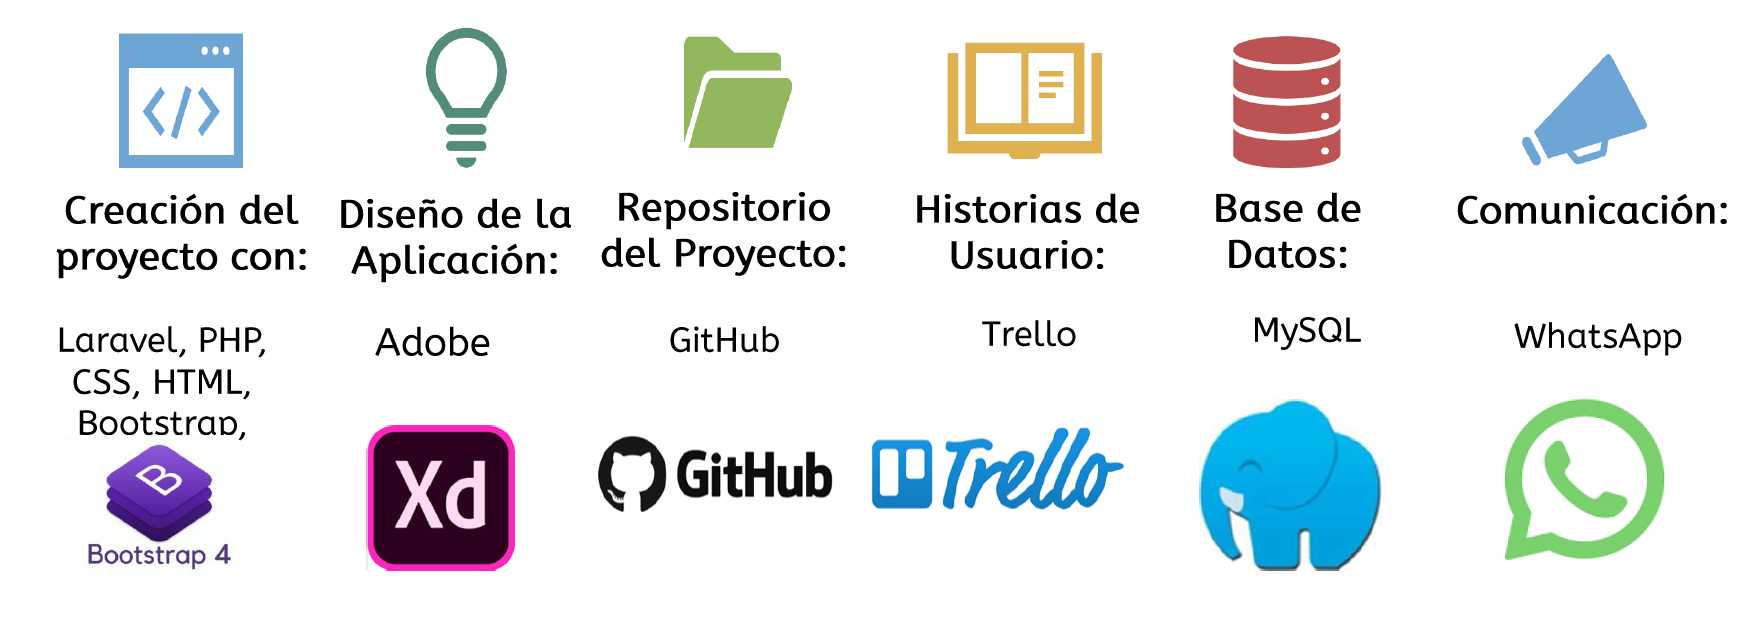 Creación del
proyecto con:
Laravel, PHP,
CSS, HTML,
Bootstrap,
Bootstrap 4
Diseño de la
Aplicación:
Adobe
Xd
Repositorio
del Proyecto:
GitHub
GitHub
Historias de
Usuario:
Trello
Trello
Base de
Datos:
MySQL
Comunicación:
WhatsApp